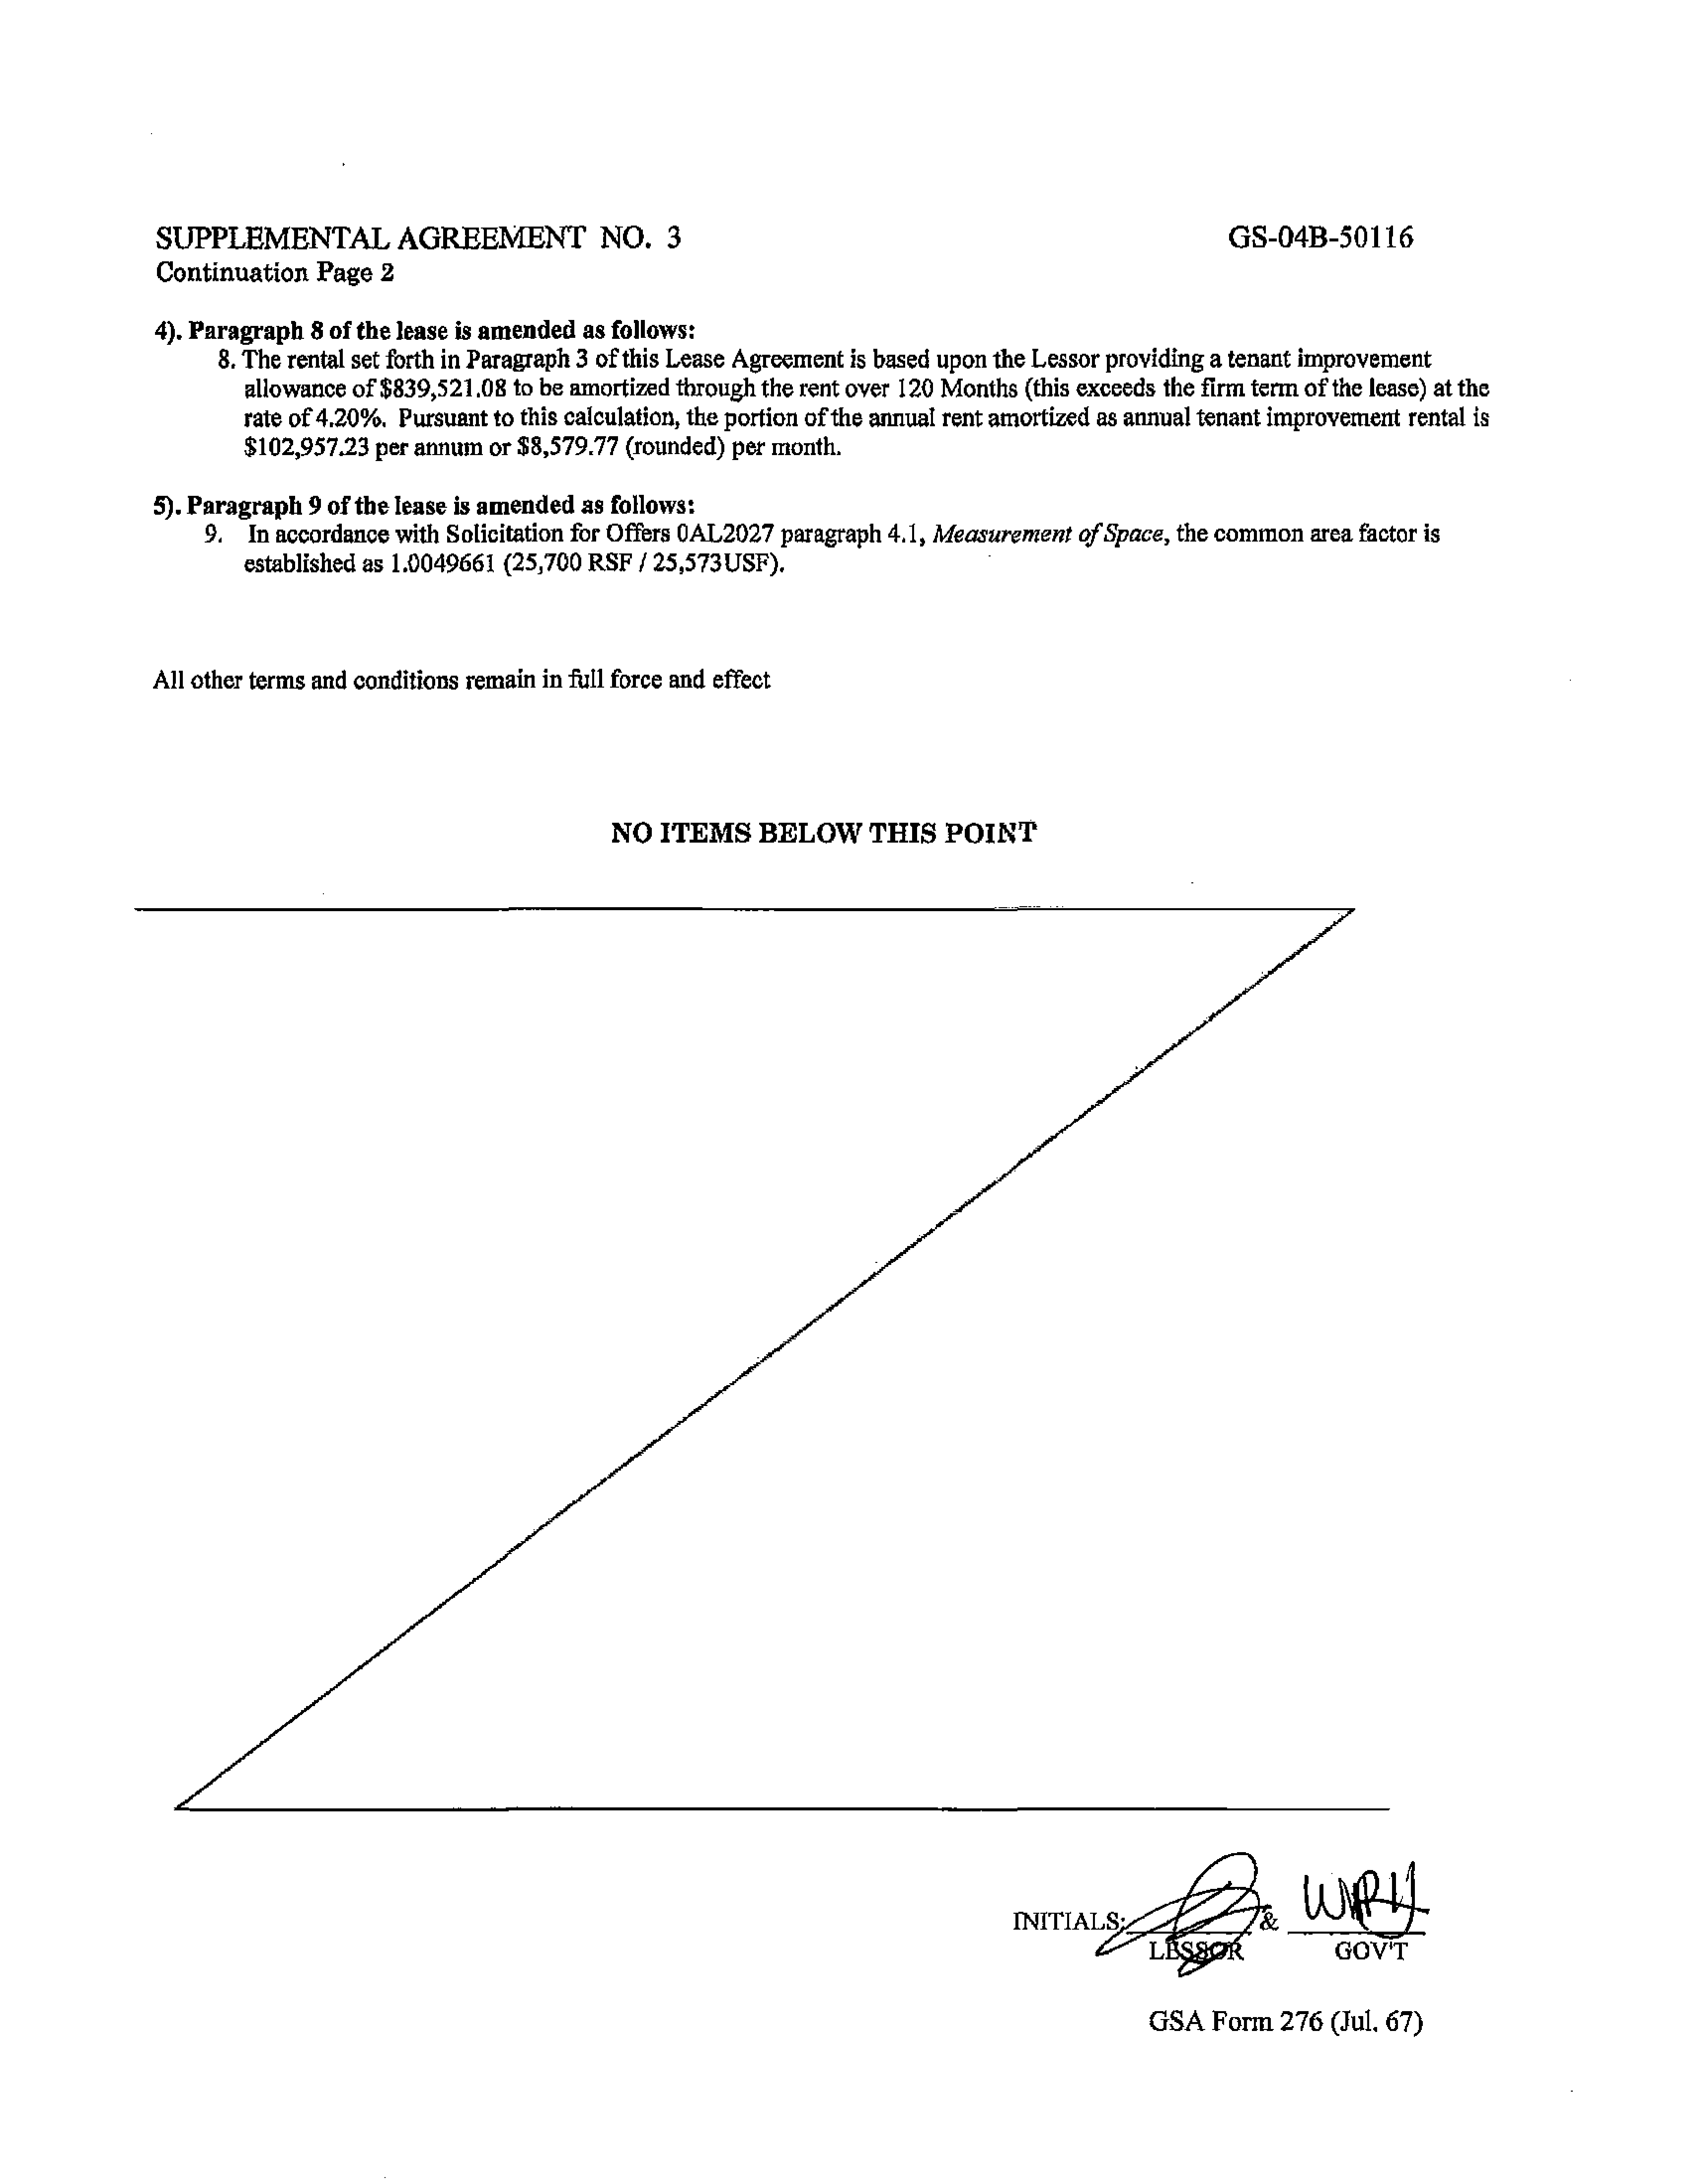 SUPPLEMENTAL AGREEMENT NO. 3 GS-04B-50116
Continuation Page 2
4). Paragraph 8 of the lease is amended as follows:
8. The rental set forth in Paragraph 3 of this Lease Agreement is based upon the Lessor providing a tenant improvement
allowance of $839,521.08 to be amortized through the rent over 120 Months (this exceeds the firm term of the lease) at the
rate of 4.20%. Pursuant to this calculation, the portion of the annual rent amortized as annual tenant improvement rental is
$102,957.23 per annum or $8,579.77 (rounded) per month.
5). Paragraph 9 of the lease is amended as follows:
9. In accordance with Solicitation for Offers 0AL2027 paragraph 4.1, Measurement of Space, the common area factor is
established as 1.0049661 (25,700 RSF / 25,573USF).
All other terms and conditions remain in full force and effect
NO ITEMS BELOW THIS POINT
INITIALS: &
LESSOR GOV'T
GSA Form 276 (Jul. 67)